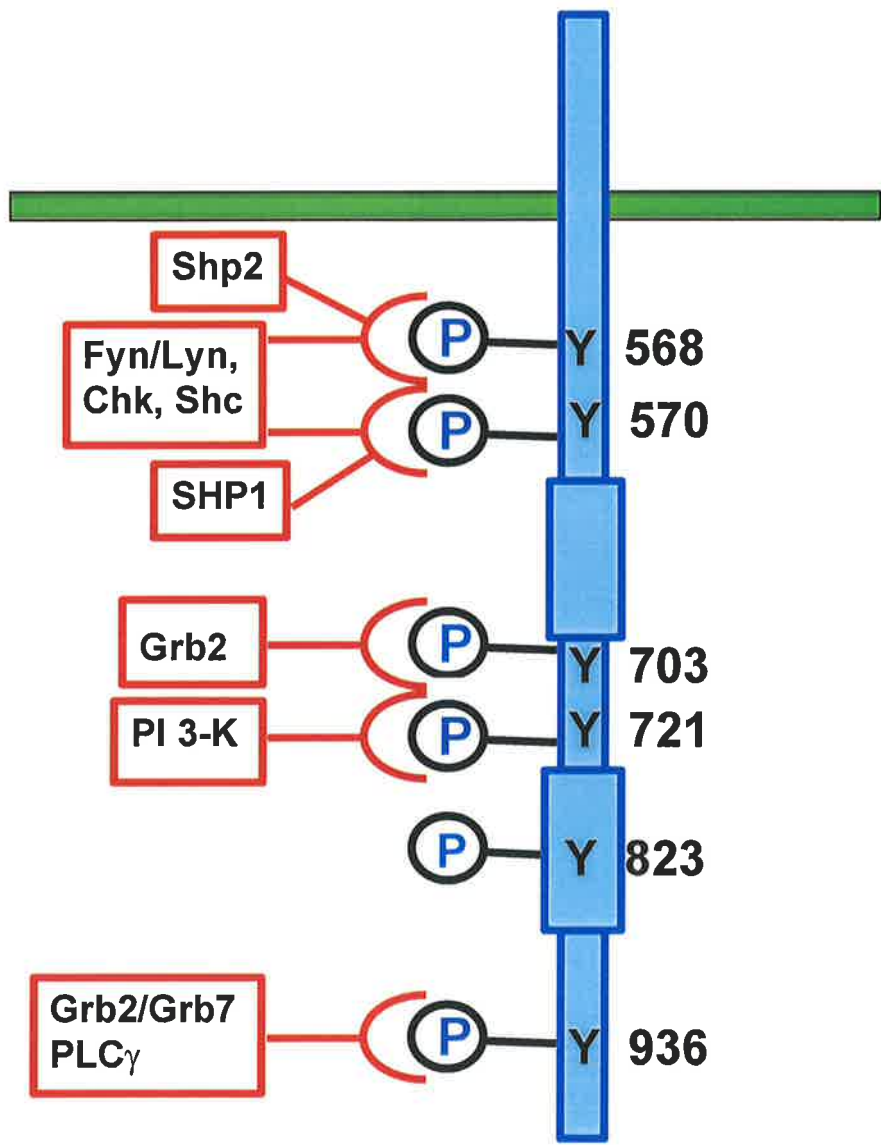 Shp2
P
Y 568
Fyn/Lyn,
Chk, Shc
P
Y 570
SHP1
Grb2
P
Y 703
PI 3-K
P
Y 721
P
Y 823
Grb2/Grb7
PLCγ
P
Y 936